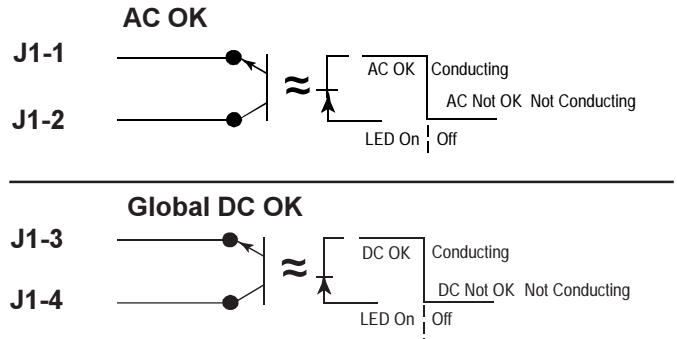 AC OK
J1-1
AC OK Conducting
AC Not OK Not Conducting
J1-2
LED On Off
Global DC OK
J1-3
DC OK Conducting
DC Not OK Not Conducting
J1-4
LED On Off